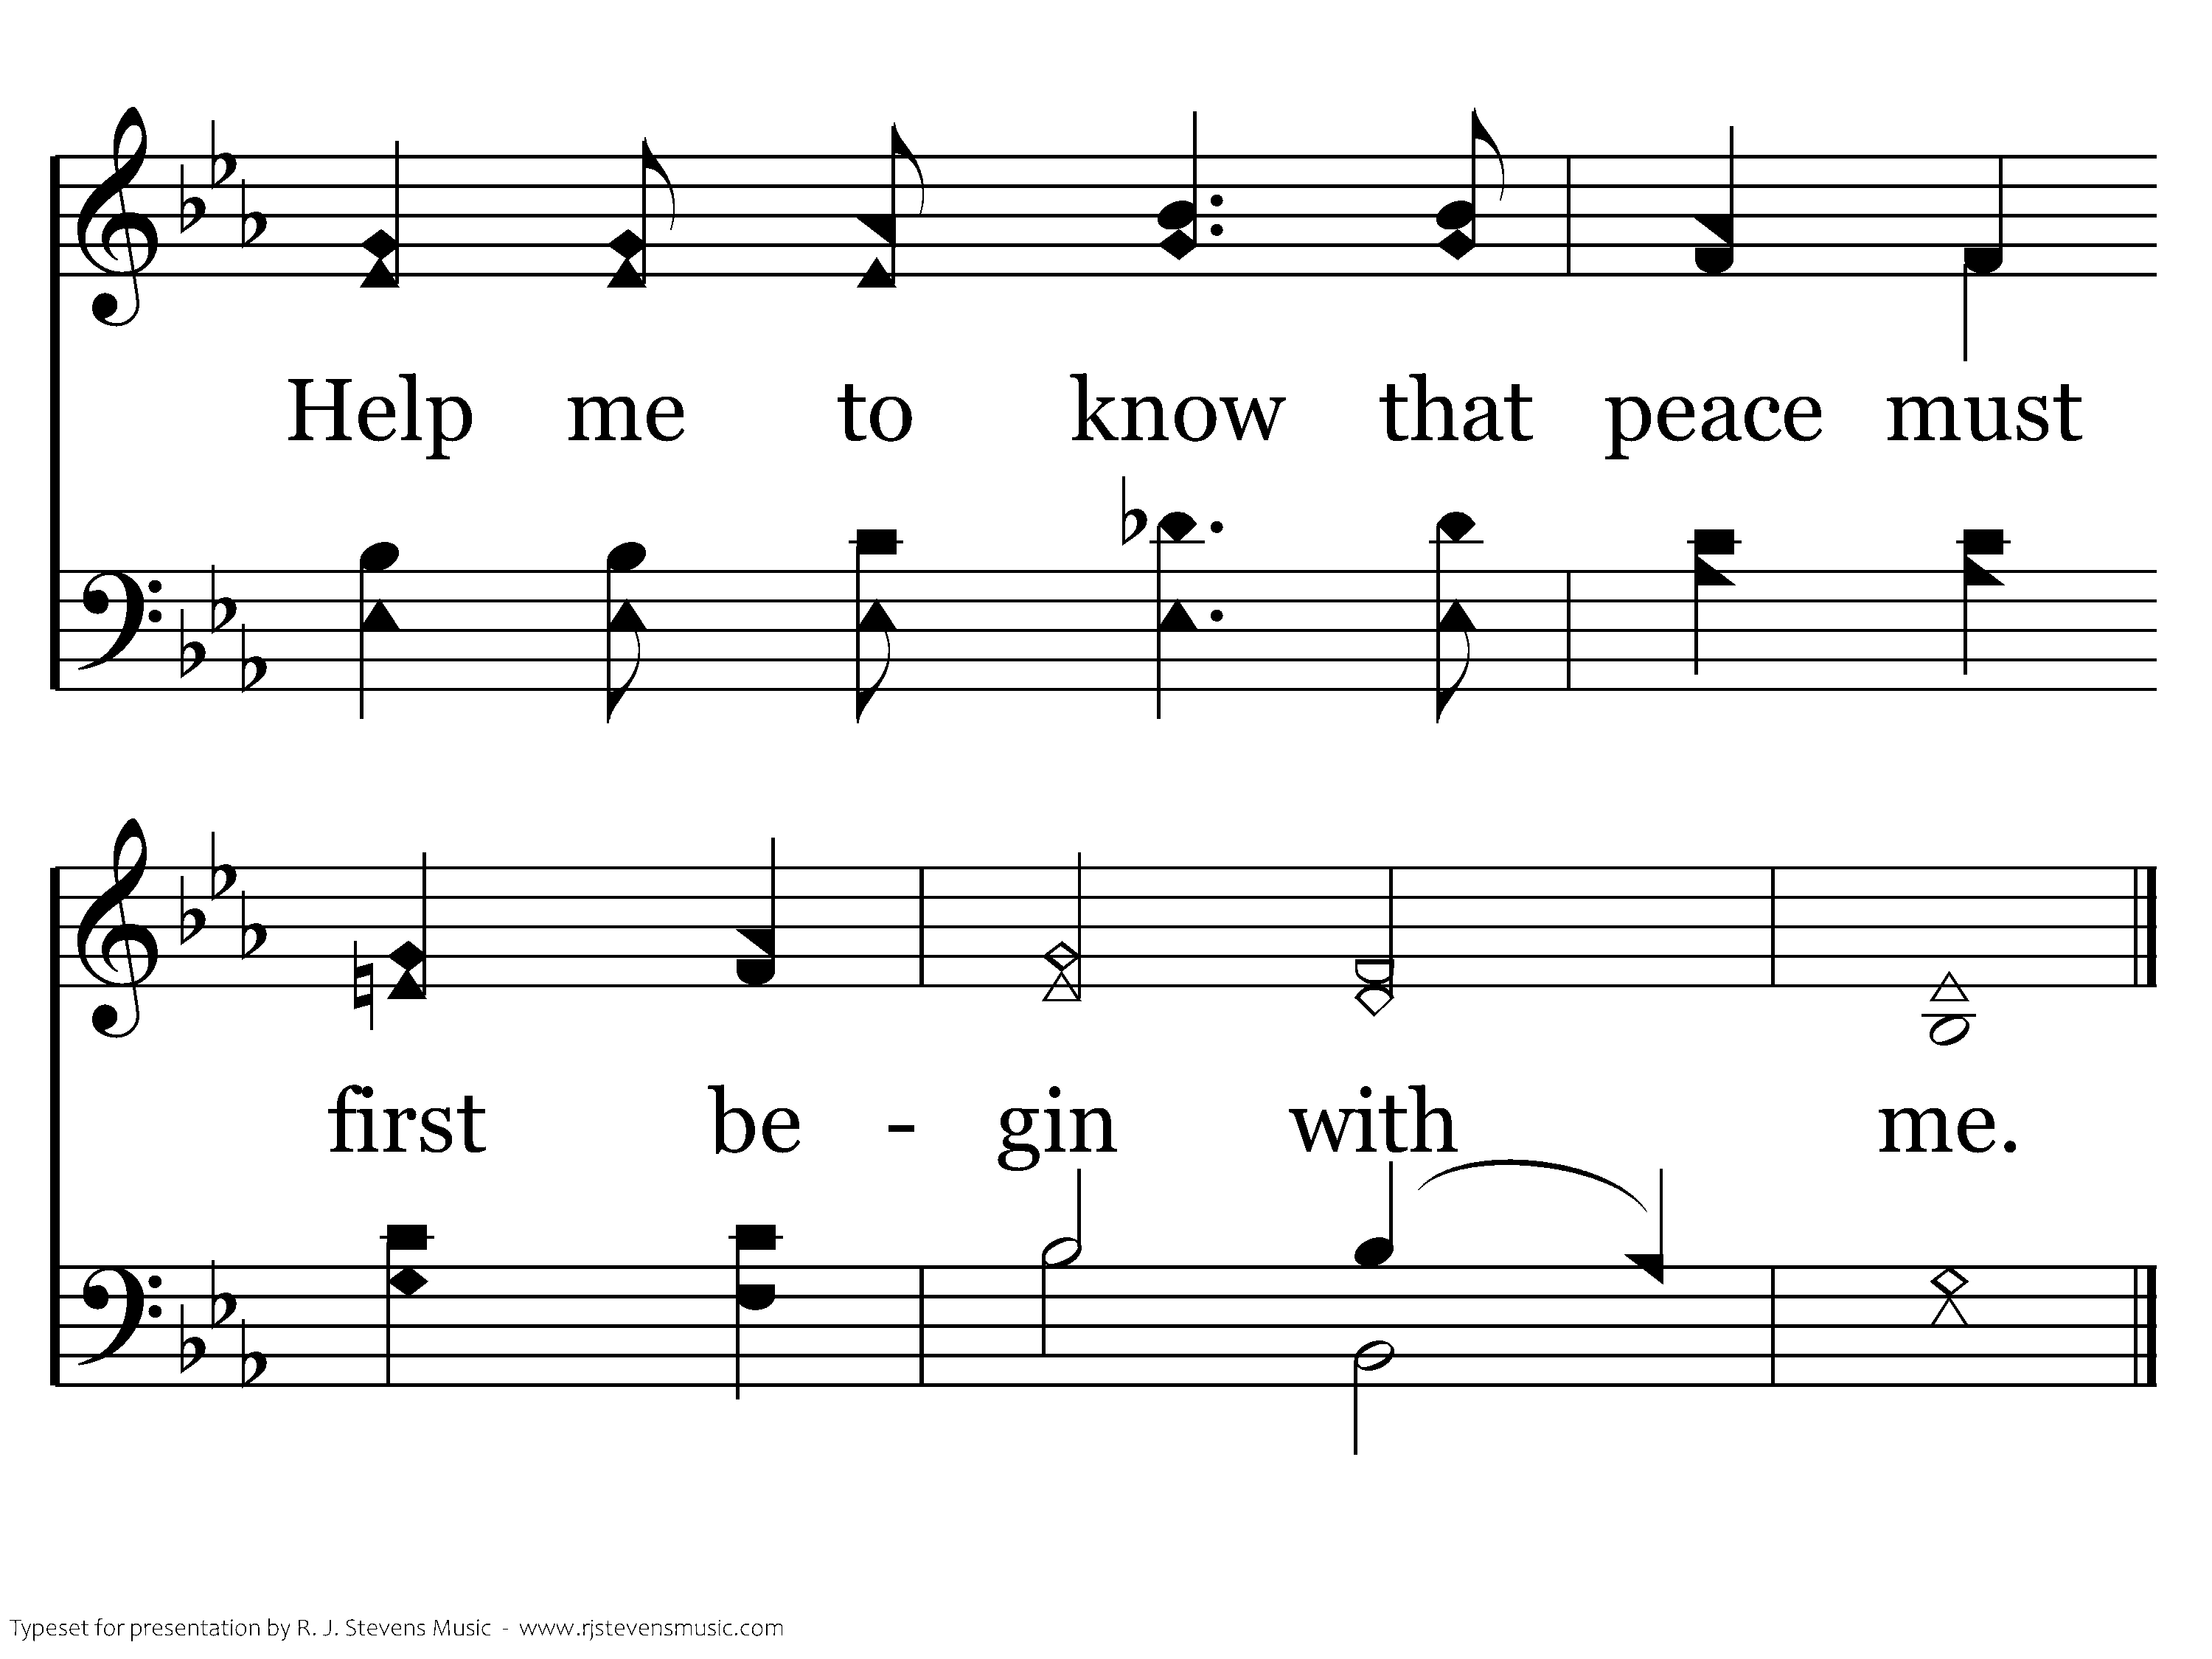 Help me to know that peace must
first be - gin with me.
Typeset for presentation by R. J. Stevens Music - www.rjstevensmusic.com